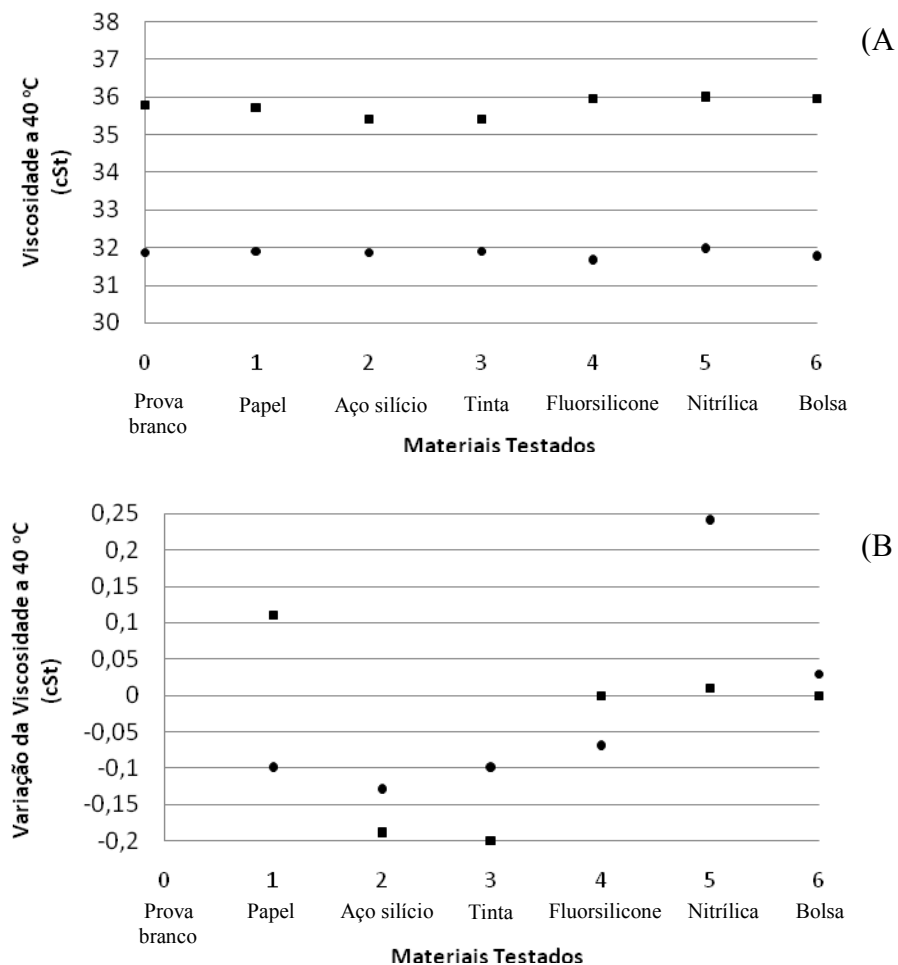 38
(A
37
36
35
34
33
32
31
30
Viscosidade a 40 ºC
(cSt)
0 1 2 3 4 5 6
Prova branco Papel Aço silício Tinta Fluorsilicone Nitrílica Bolsa
Materiais Testados
0,25
(B
0,2
0,15
0,1
0,05
0
-0,05
-0,1
-0,15
-0,2
Variação da Viscosidade a 40 ºC
(cSt)
0 1 2 3 4 5 6
Prova branco Papel Aço silício Tinta Fluorsilicone Nitrílica Bolsa
Materiais Testados